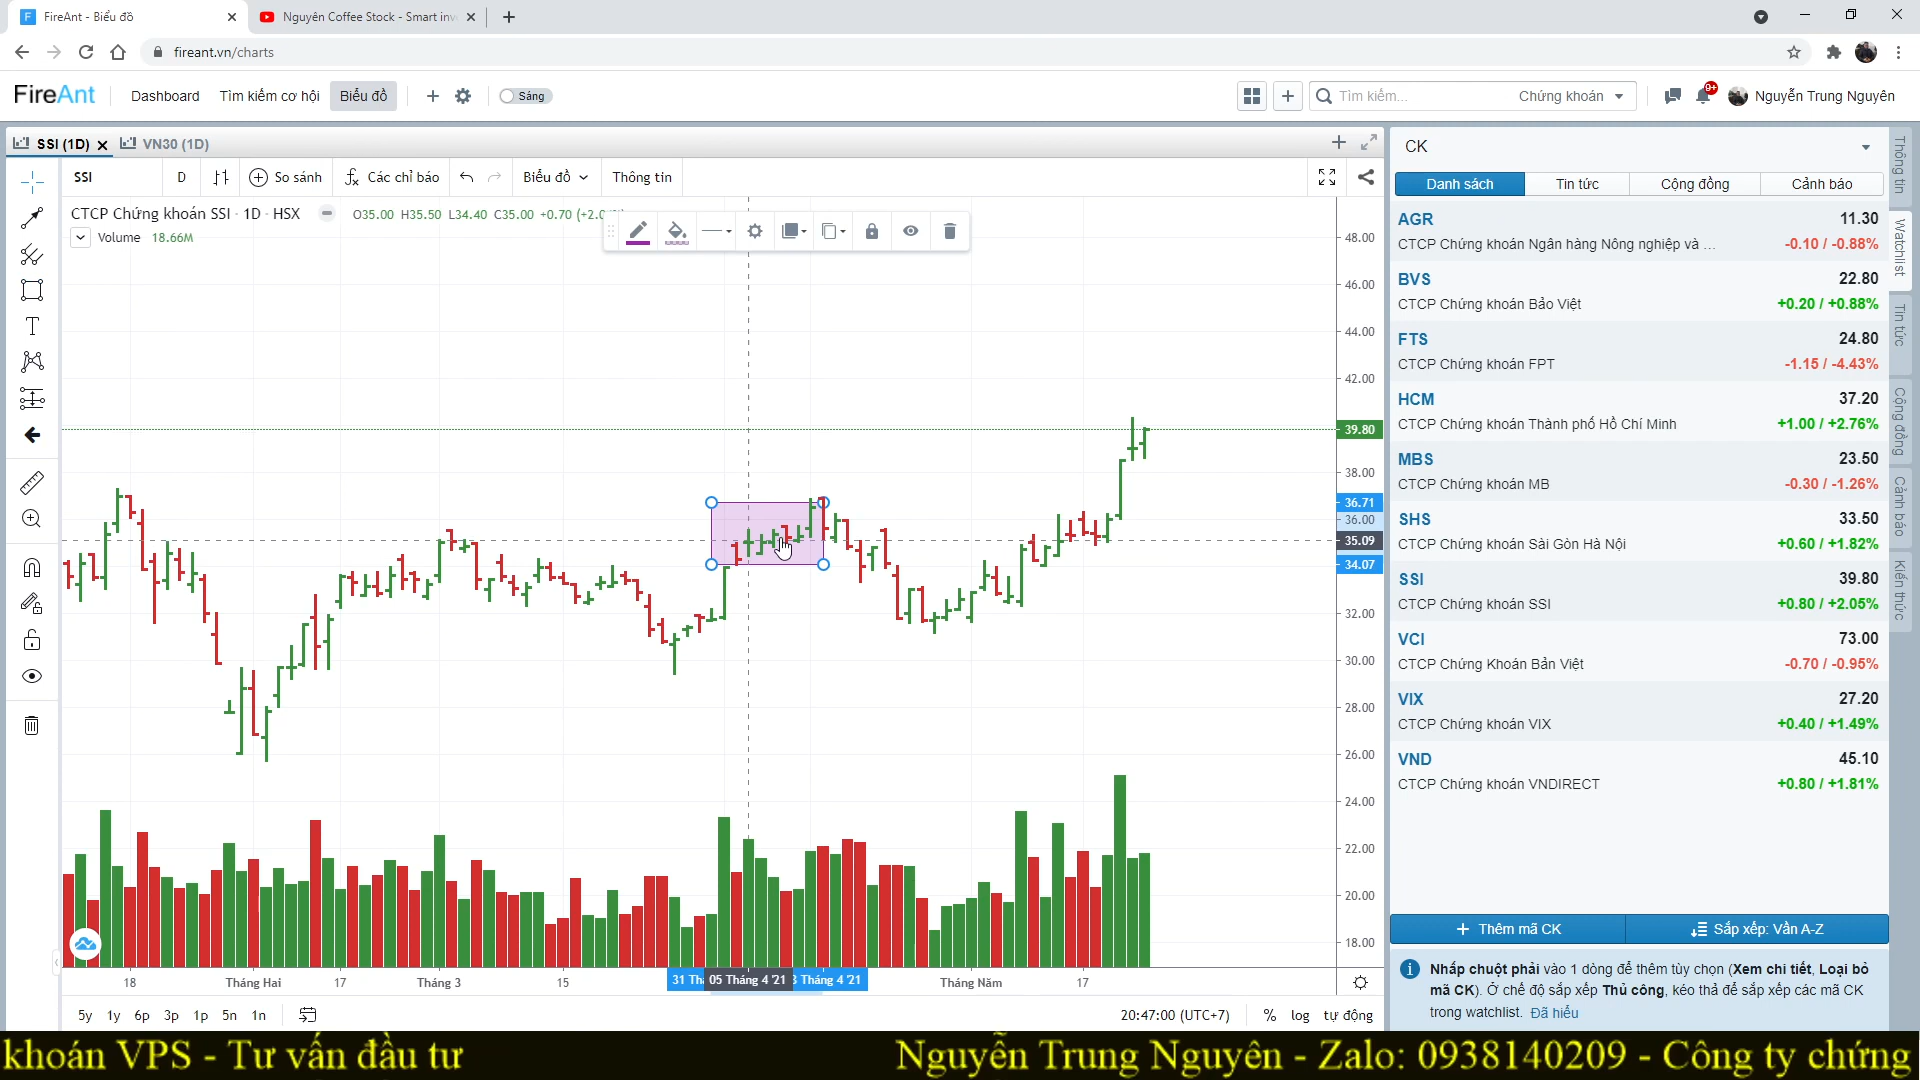 FireAnt - Biểu đồ
Nguyên Coffee Stock - Smart inv
fireant.vn/charts
FireAnt
Dashboard
Tìm kiếm cơ hội
Biểu đồ
Sáng
Tìm kiếm...
Chứng khoán
9+
Nguyễn Trung Nguyên
SSI (1D)
VN30 (1D)
SSI
D
So sánh
Các chỉ báo
Biểu đồ
Thông tin
CTCP Chứng khoán SSI · 1D · HSX
O35.00 H35.50 L34.40 C35.00 +0.70 (+2.0
Volume 18.66M
48.00
46.00
44.00
42.00
39.80
38.00
36.71
36.00
35.09
34.07
32.00
30.00
28.00
26.00
24.00
22.00
20.00
18.00
18
Tháng Hai
17
Tháng 3
15
31 Th
05 Tháng 4 '21
Tháng 4 '21
Tháng Năm
17
5y 1y 6p 3p 1p 5n 1n
20:47:00 (UTC+7)
% log tự động
CK
Danh sách
Tin tức
Cộng đồng
Cảnh báo
AGR 11.30
CTCP Chứng khoán Ngân hàng Nông nghiệp và ... -0.10 / -0.88%
BVS 22.80
CTCP Chứng khoán Bảo Việt +0.20 / +0.88%
FTS 24.80
CTCP Chứng khoán FPT -1.15 / -4.43%
HCM 37.20
CTCP Chứng khoán Thành phố Hồ Chí Minh +1.00 / +2.76%
MBS 23.50
CTCP Chứng khoán MB -0.30 / -1.26%
SHS 33.50
CTCP Chứng khoán Sài Gòn Hà Nội +0.60 / +1.82%
SSI 39.80
CTCP Chứng khoán SSI +0.80 / +2.05%
VCI 73.00
CTCP Chứng Khoán Bản Việt -0.70 / -0.95%
VIX 27.20
CTCP Chứng khoán VIX +0.40 / +1.49%
VND 45.10
CTCP Chứng khoán VNDIRECT +0.80 / +1.81%
Thêm mã CK
Sắp xếp: Vần A-Z
Nhấp chuột phải vào 1 dòng để thêm tùy chọn (Xem chi tiết, Loại bỏ
mã CK). Ở chế độ sắp xếp Thủ công, kéo thả để sắp xếp các mã CK
trong watchlist. Đã hiểu
Thông tin
Watchlist
Tin tức
Cộng đồng
Cảnh báo
Kiến thức
khoán VPS - Tư vấn đầu tư
Nguyễn Trung Nguyên - Zalo: 0938140209 - Công ty chứng